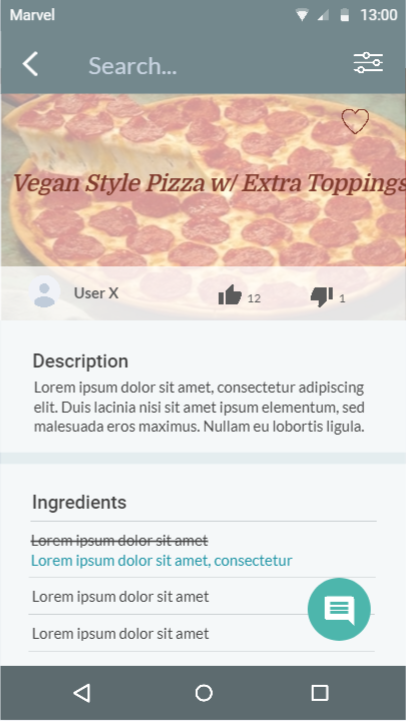 Marvel 13:00
Search...
Vegan Style Pizza w/ Extra Toppings
User X 12 1
Description
Lorem ipsum dolor sit amet, consectetur adipiscing
elit. Duis lacinia nisi sit amet ipsum elementum, sed
malesuada eros maximus. Nullam eu lobortis ligula.
Ingredients
Lorem ipsum dolor sit amet
Lorem ipsum dolor sit amet, consectetur
Lorem ipsum dolor sit amet
Lorem ipsum dolor sit amet